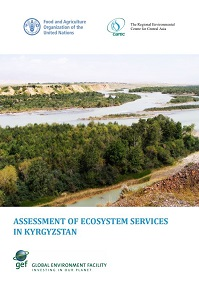 Food and Agriculture
Organization of the
United Nations
carec
The Regional Environmental
Centre for Central Asia
ASSESSMENT OF ECOSYSTEM SERVICES
IN KYRGYZSTAN
gef
GLOBAL ENVIRONMENT FACILITY
INVESTING IN OUR PLANET